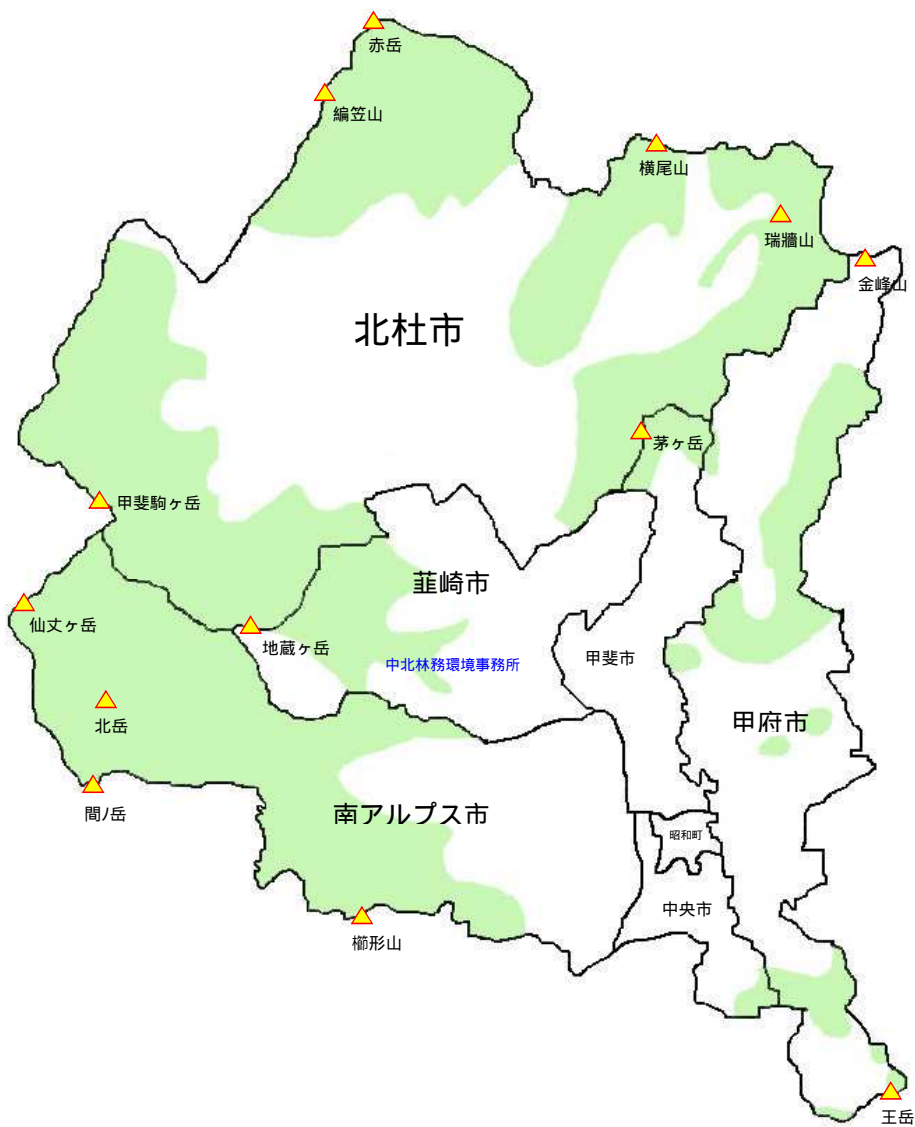 赤岳
編笠山
横尾山
瑞牆山
金峰山
北杜市
茅ヶ岳
甲斐駒ヶ岳
韮崎市
仙丈ヶ岳
地蔵ヶ岳
中北林務環境事務所
甲斐市
北岳
甲府市
間ノ岳
南アルプス市
昭和町
中央市
櫛形山
王岳